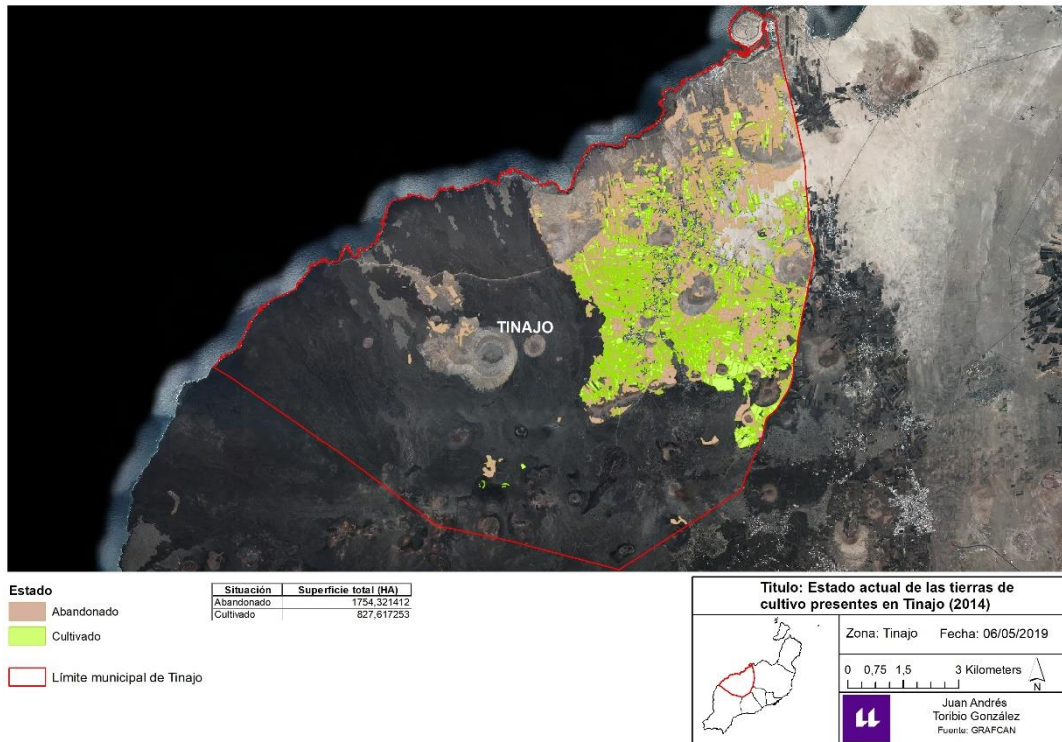 TINAJO
Estado
Abandonado
Cultivado
Límite municipal de Tinajo
Situación Superficie total (HA)
Abandonado 1754,321412
Cultivado 827,617253
Titulo: Estado actual de las tierras de
cultivo presentes en Tinajo (2014)
Zona: Tinajo Fecha: 06/05/2019
0 0,75 1,5 3 Kilometers
N
Juan Andrés
Toribio González
Fuente: GRAFCAN